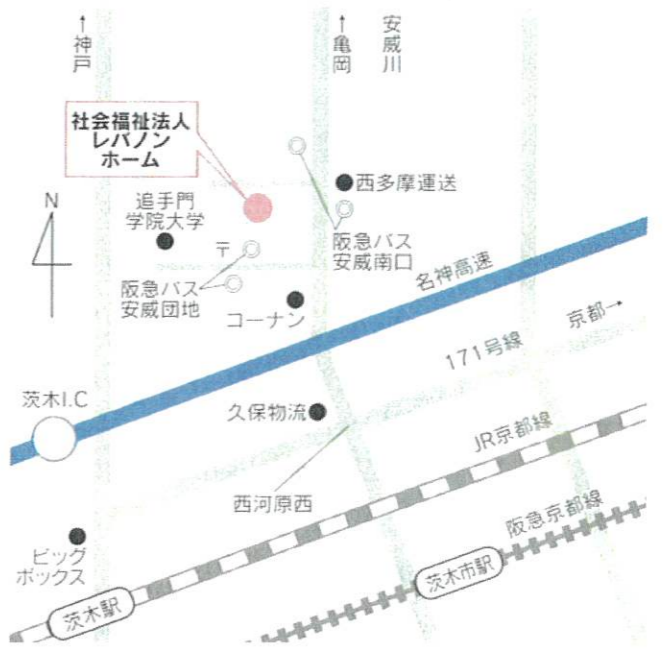 ↑神戸
↑亀岡
安威川
社会福祉法人
レバノン
ホーム
N
追手門
学院大学
西多摩運送
〒
阪急バス
安威南口
阪急バス
安威団地
コーナン
名神高速
171号線
京都→
茨木I.C
久保物流
JR京都線
西河原西
阪急京都線
ビッグ
ボックス
茨木市駅
茨木駅